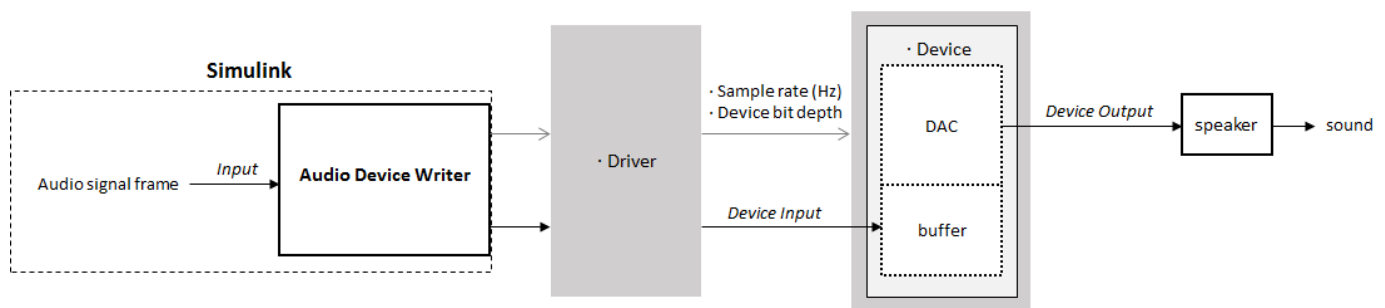 Simulink
Audio signal frame
Input
Audio Device Writer
· Driver
· Sample rate (Hz)
· Device bit depth
Device Input
· Device
DAC
buffer
Device Output
speaker
sound